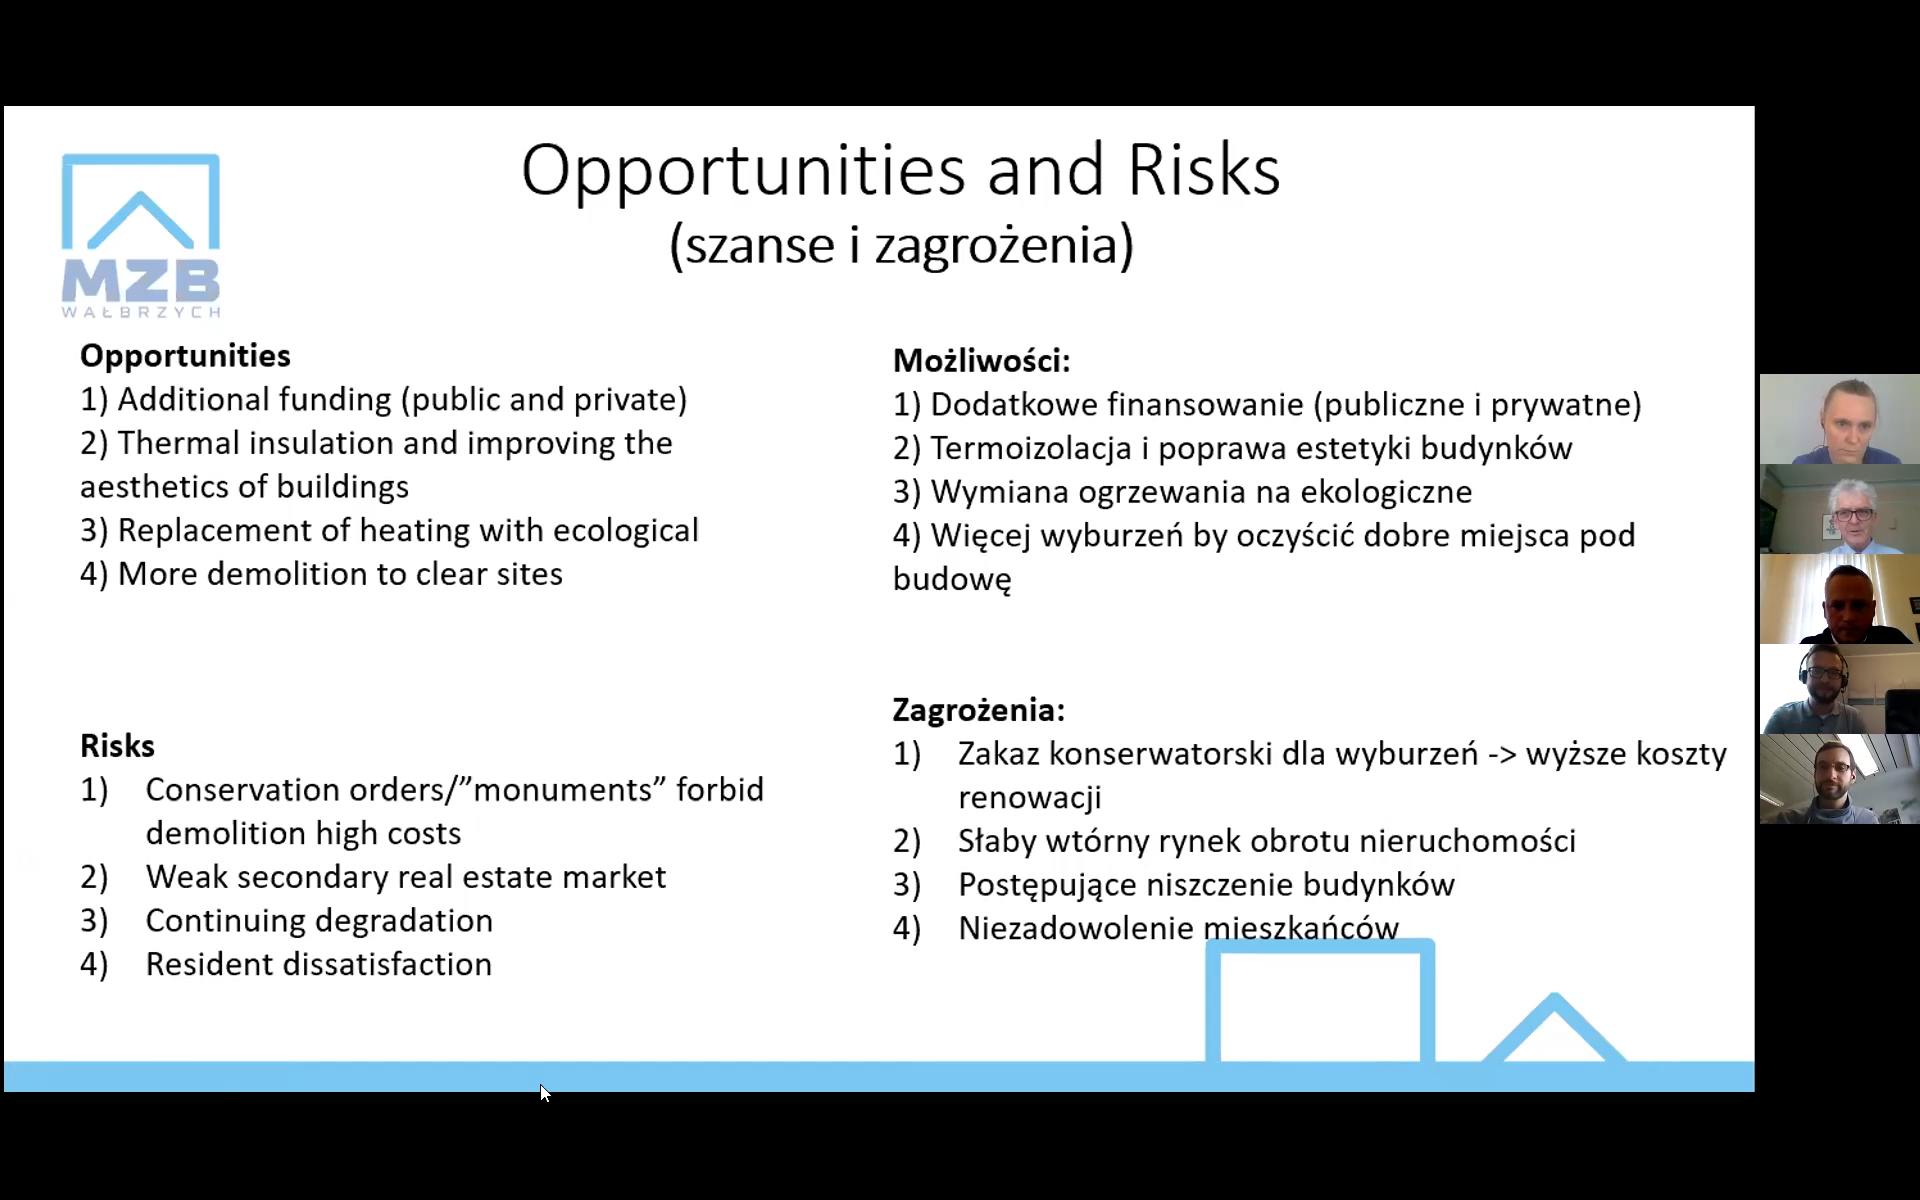 Opportunities and Risks
(szanse i zagrożenia)
MZB
WAŁBRZYCH
Opportunities
1) Additional funding (public and private)
2) Thermal insulation and improving the
aesthetics of buildings
3) Replacement of heating with ecological
4) More demolition to clear sites
Risks
1) Conservation orders/”monuments” forbid
demolition high costs
2) Weak secondary real estate market
3) Continuing degradation
4) Resident dissatisfaction
Możliwości:
1) Dodatkowe finansowanie (publiczne i prywatne)
2) Termoizolacja i poprawa estetyki budynków
3) Wymiana ogrzewania na ekologiczne
4) Więcej wyburzeń by oczyścić dobre miejsca pod
budowę
Zagrożenia:
1) Zakaz konserwatorski dla wyburzeń -> wyższe koszty
renowacji
2) Słaby wtórny rynek obrotu nieruchomości
3) Postępujące niszczenie budynków
4) Niezadowolenie mieszkańców